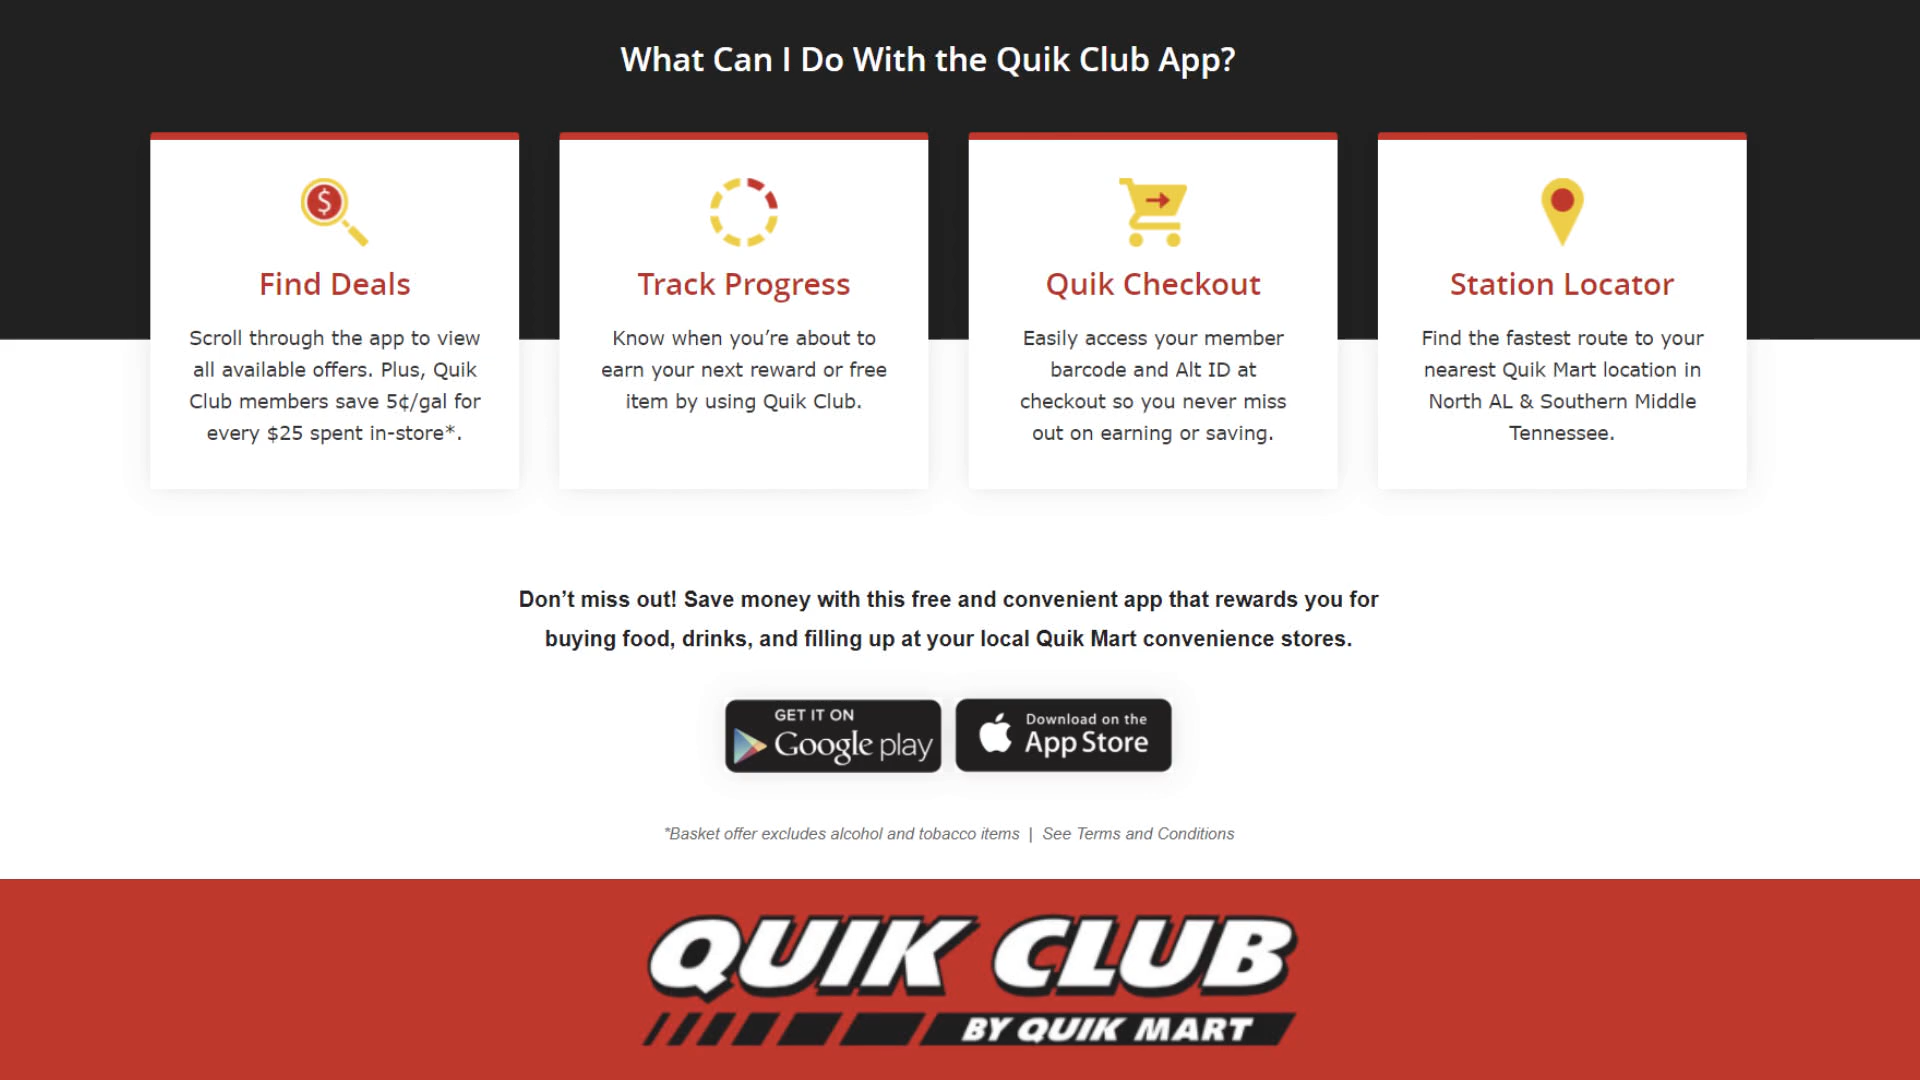 What Can I Do With the Quik Club App?
$
Find Deals
Scroll through the app to view
all available offers. Plus, Quik
Club members save 5¢/gal for
every $25 spent in-store*.
Track Progress
Know when you’re about to
earn your next reward or free
item by using Quik Club.
Quik Checkout
Easily access your member
barcode and Alt ID at
checkout so you never miss
out on earning or saving.
Station Locator
Find the fastest route to your
nearest Quik Mart location in
North AL & Southern Middle
Tennessee.
Don’t miss out! Save money with this free and convenient app that rewards you for
buying food, drinks, and filling up at your local Quik Mart convenience stores.
GET IT ON
Google play
Download on the
App Store
*Basket offer excludes alcohol and tobacco items | See Terms and Conditions
QUIK CLUB
BY QUIK MART